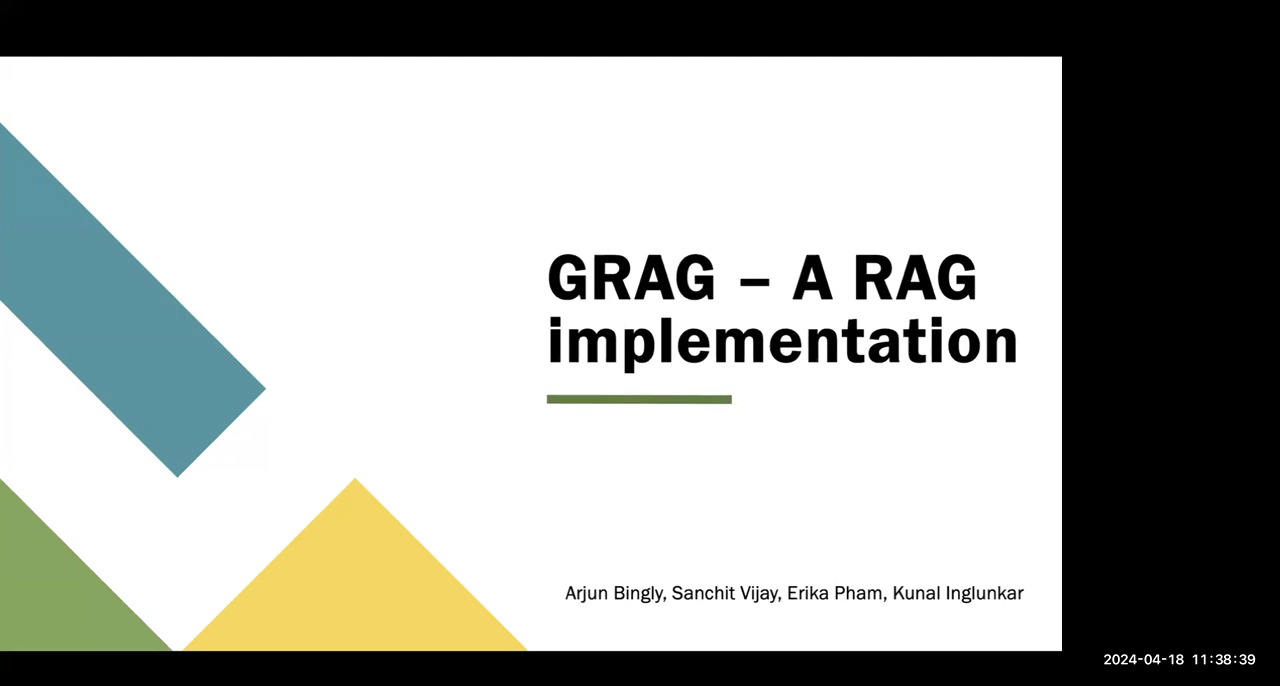 GRAG – A RAG
implementation
Arjun Bingly, Sanchit Vijay, Erika Pham, Kunal Inglunkar
2024-04-18 11:38:39